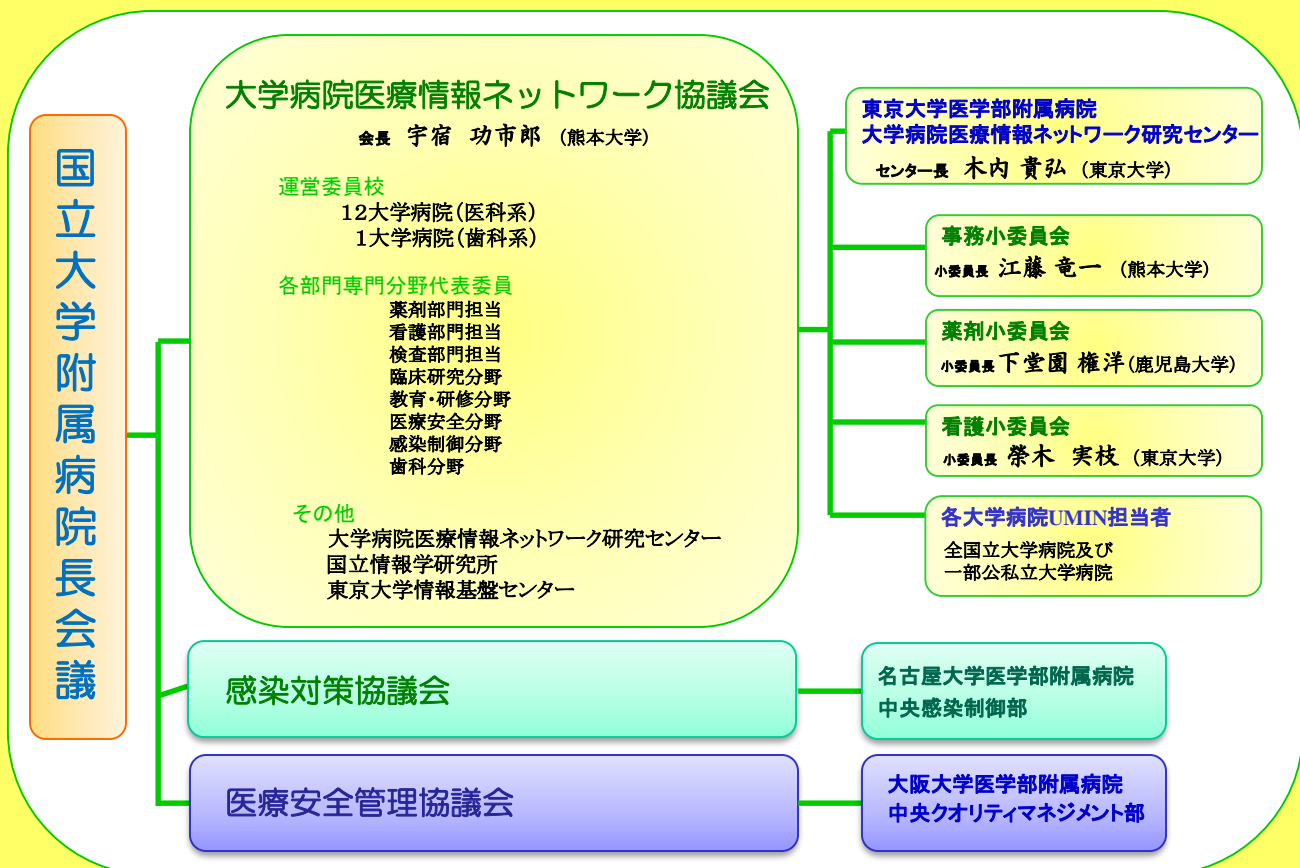 国立大学附属病院長会議
大学病院医療情報ネットワーク協議会
会長 宇宿 功市郎 (熊本大学)
運営委員校
12大学病院(医科系)
1大学病院(歯科系)
各部門専門分野代表委員
薬剤部門担当
看護部門担当
検査部門担当
臨床研究分野
教育・研修分野
医療安全分野
感染制御分野
歯科分野
その他
大学病院医療情報ネットワーク研究センター
国立情報学研究所
東京大学情報基盤センター
東京大学医学部附属病院
大学病院医療情報ネットワーク研究センター
センター長 木内 貴弘 (東京大学)
事務小委員会
小委員長 江藤 竜一 (熊本大学)
薬剤小委員会
小委員長 下堂園 権洋(鹿児島大学)
看護小委員会
小委員長 榮木 実枝 (東京大学)
各大学病院UMIN担当者
全国立大学病院及び
一部公私立大学病院
感染対策協議会
名古屋大学医学部附属病院
中央感染制御部
医療安全管理協議会
大阪大学医学部附属病院
中央クオリティマネジメント部